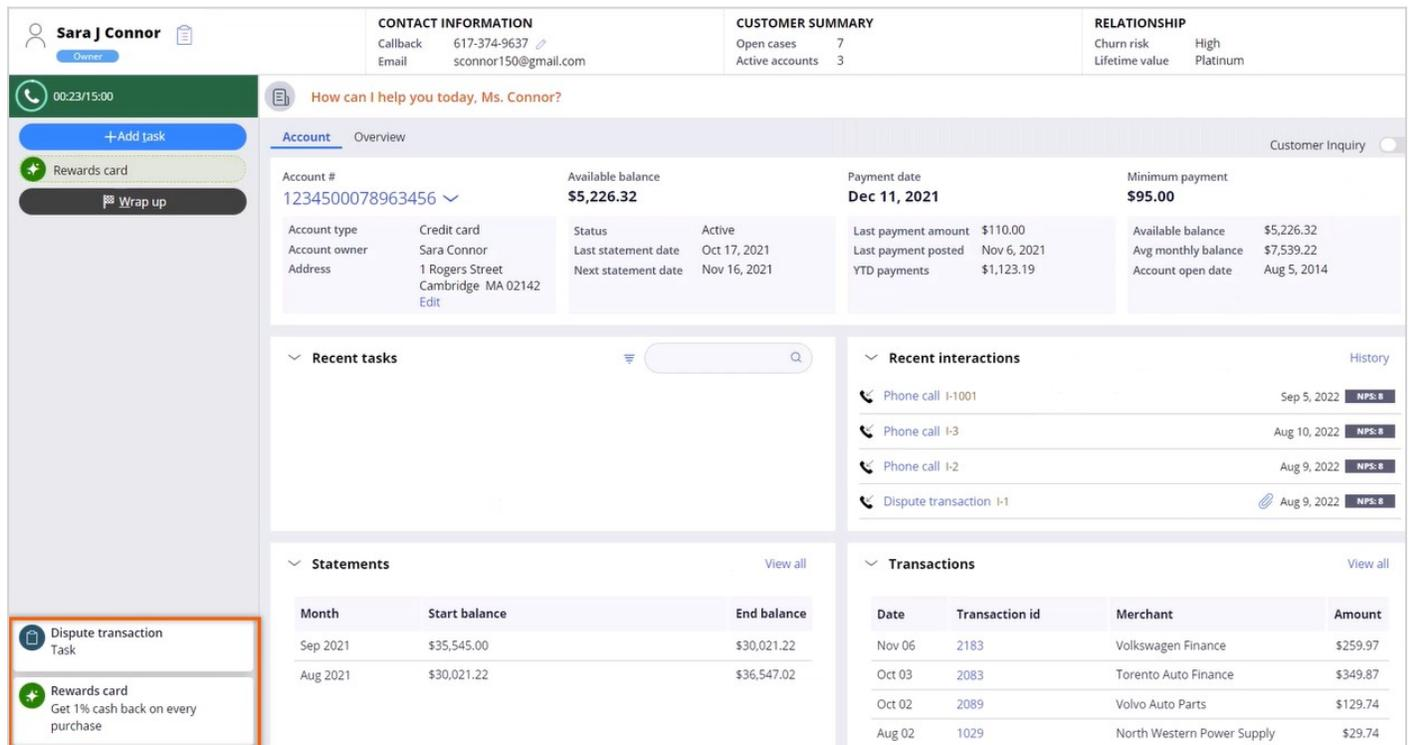 Sara J Connor
Owner
CONTACT INFORMATION
Callback 617-374-9637
Email sconnor150@gmail.com
CUSTOMER SUMMARY
Open cases 7
Active accounts 3
RELATIONSHIP
Churn risk High
Lifetime value Platinum
00:23/15:00
How can I help you today, Ms. Connor?
+Add task
Rewards card
Wrap up
Account Overview
Customer Inquiry
Account #
1234500078963456
Account type Credit card
Account owner Sara Connor
Address 1 Rogers Street
Cambridge MA 02142
Edit
Available balance
$5,226.32
Status Active
Last statement date Oct 17, 2021
Next statement date Nov 16, 2021
Payment date
Dec 11, 2021
Last payment amount $110.00
Last payment posted Nov 6, 2021
YTD payments $1,123.19
Minimum payment
$95.00
Available balance $5,226.32
Avg monthly balance $7,539.22
Account open date Aug 5, 2014
Recent tasks
Recent interactions History
Phone call I-1001 Sep 5, 2022 NPS: 8
Phone call I-3 Aug 10, 2022 NPS: 8
Phone call I-2 Aug 9, 2022 NPS: 8
Dispute transaction I-1 Aug 9, 2022 NPS: 8
Statements View all
Month Start balance End balance
Sep 2021 $35,545.00 $30,021.22
Aug 2021 $30,021.22 $36,547.02
Transactions View all
Date Transaction id Merchant Amount
Nov 06 2183 Volkswagen Finance $259.97
Oct 03 2083 Torento Auto Finance $349.87
Oct 02 2089 Volvo Auto Parts $129.74
Aug 02 1029 North Western Power Supply $29.74
Dispute transaction
Task
Rewards card
Get 1% cash back on every
purchase